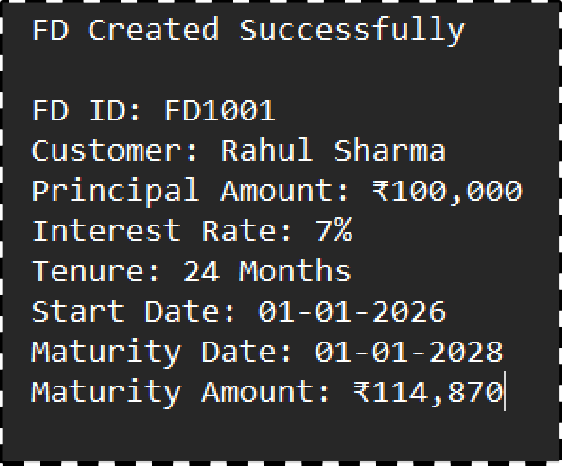 FD Created Successfully
FD ID: FD1001
Customer: Rahul Sharma
Principal Amount: ₹100,000
Interest Rate: 7%
Tenure: 24 Months
Start Date: 01-01-2026
Maturity Date: 01-01-2028
Maturity Amount: ₹114,870